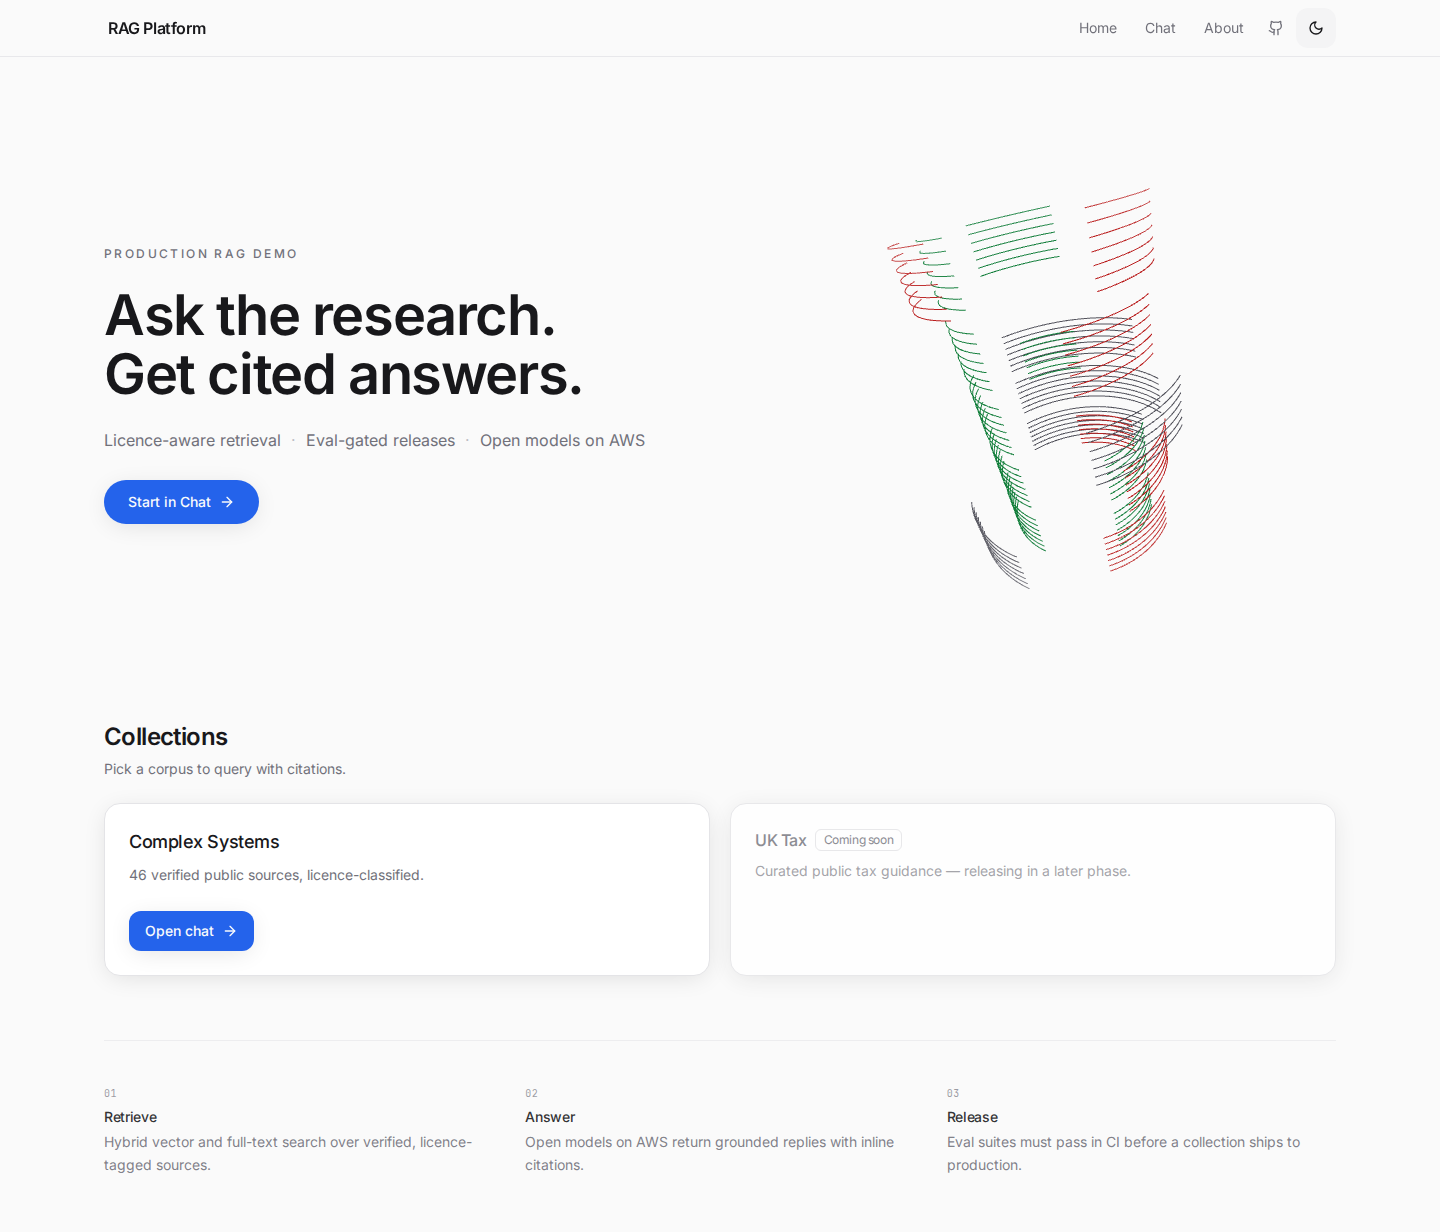 RAG Platform
Home Chat About
PRODUCTION RAG DEMO
Ask the research.
Get cited answers.
Licence-aware retrieval · Eval-gated releases · Open models on AWS
Start in Chat →
Collections
Pick a corpus to query with citations.
Complex Systems
46 verified public sources, licence-classified.
Open chat →
UK Tax Coming soon
Curated public tax guidance — releasing in a later phase.
01
Retrieve
Hybrid vector and full-text search over verified, licence-
tagged sources.
02
Answer
Open models on AWS return grounded replies with inline
citations.
03
Release
Eval suites must pass in CI before a collection ships to
production.